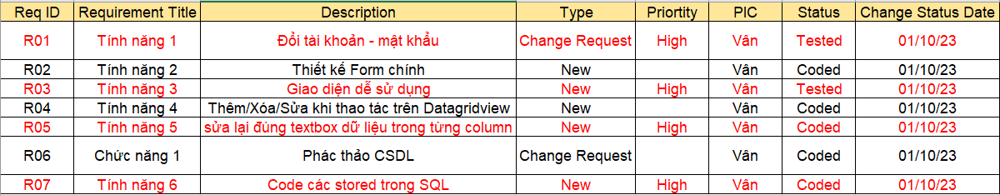 Req ID Requirement Title Description Type Priortity PIC Status Change Status Date
R01 Tính năng 1 Đổi tài khoản - mật khẩu Change Request High Vân Tested 01/10/23
R02 Tính năng 2 Thiết kế Form chính New Vân Coded 01/10/23
R03 Tính năng 3 Giao diện dễ sử dụng New High Vân Tested 01/10/23
R04 Tính năng 4 Thêm/Xóa/Sửa khi thao tác trên Datagridview New Vân Coded 01/10/23
R05 Tính năng 5 sửa lại đúng textbox dữ liệu trong từng column New High Vân Coded 01/10/23
R06 Chức năng 1 Phác thảo CSDL Change Request Vân Coded 01/10/23
R07 Tính năng 6 Code các stored trong SQL New High Vân Coded 01/10/23